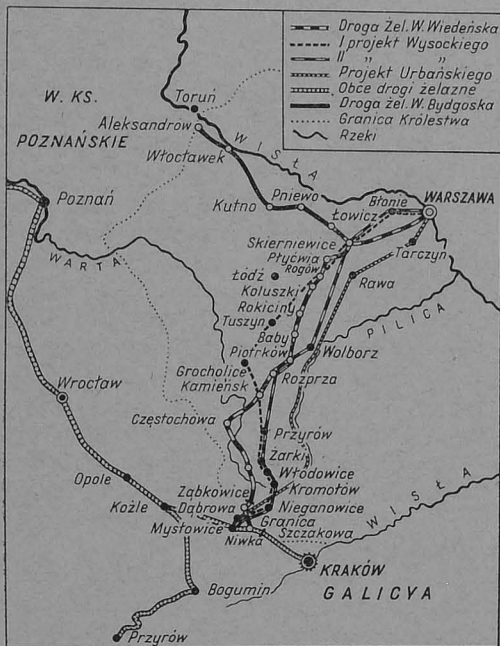 Droga Żel. W. Wiedeńska
I projekt Wysockiego
II " "
Projekt Urbańskiego
Obce drogi żelazne
Droga żel. W. Bydgoska
Granica Królestwa
Rzeki
W. KS.
POZNAŃSKIE
Toruń
Aleksandrów
Włocławek
WISŁA
Poznań
Kutno
Pniewo
Łowicz
Błonie
WARSZAWA
Skierniewice
Płyćwia
Rogów
Tarczyn
WARTA
Łódź
Koluszki
Rawa
Rokiciny
Tuszyn
PILICA
Baby
Piotrków
Wolborz
Grocholice
Kamieńsk
Rozprza
Wrocław
Częstochowa
Przyrów
Żarki
Opole
Włodowice
Ząbkowice
Kromołów
Koźle
Dąbrowa
Nieganowice
Mysłowice
Granica
Niwka
Szczakowa
WISŁA
KRAKÓW
GALICYA
Bogumin
Przyrów